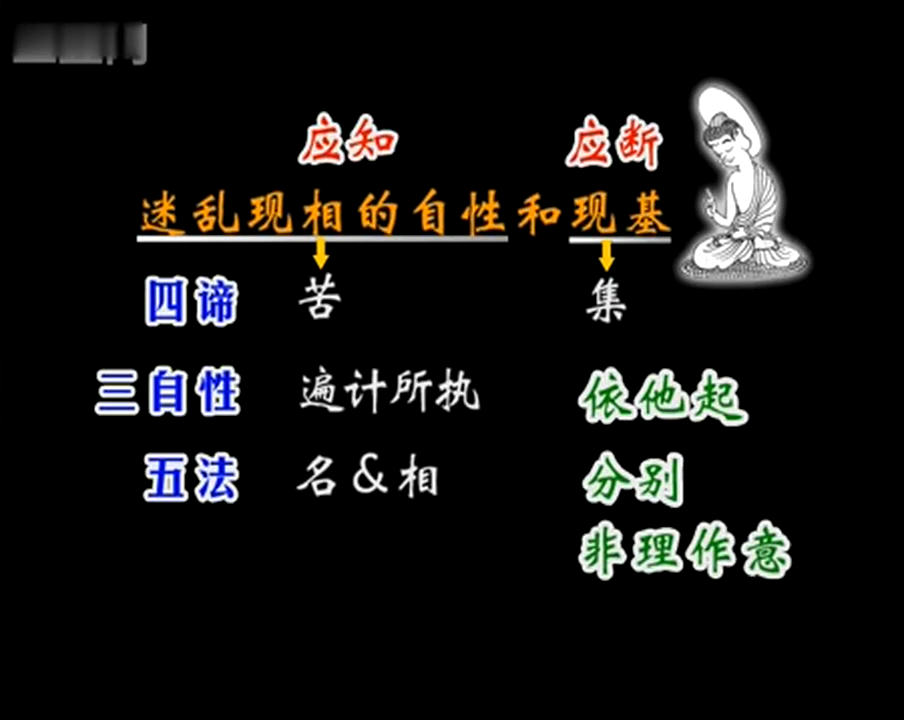 应知 应断
迷乱现相的自性和现基
四谛 苦 集
三自性 遍计所执 依他起
五法 名&相 分别
非理作意